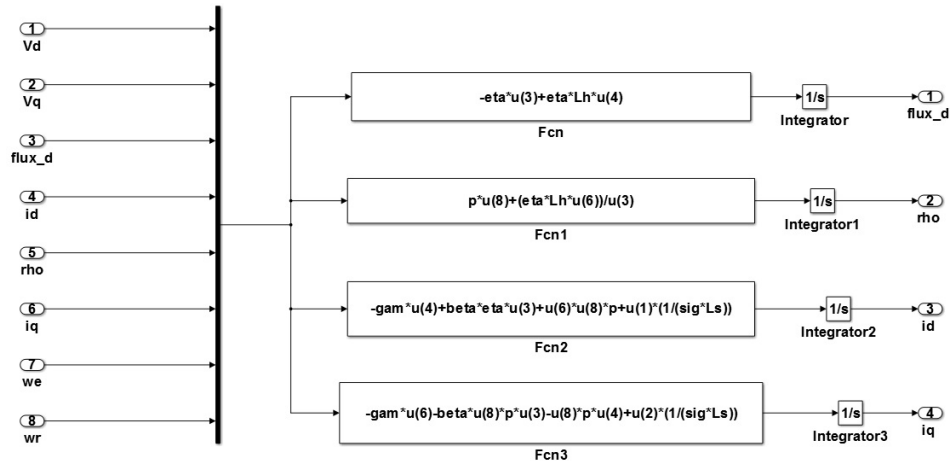 1
Vd
2
Vq
3
flux_d
4
id
5
rho
6
iq
7
we
8
wr
-eta*u(3)+eta*Lh*u(4)
Fcn
1/s
Integrator
1
flux_d
p*u(8)+(eta*Lh*u(6))/u(3)
Fcn1
1/s
Integrator1
2
rho
-gam*u(4)+beta*eta*u(3)+u(6)*u(8)*p+u(1)*(1/(sig*Ls))
Fcn2
1/s
Integrator2
3
id
-gam*u(6)-beta*u(8)*p*u(3)-u(8)*p*u(4)+u(2)*(1/(sig*Ls))
Fcn3
1/s
Integrator3
4
iq